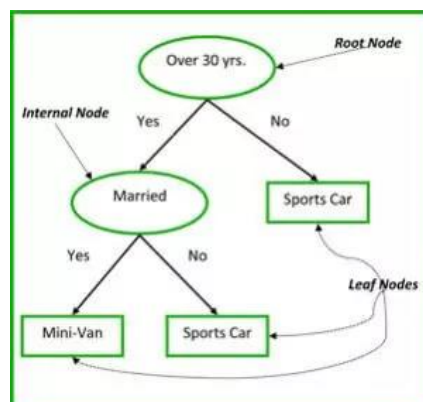 Root Node
Over 30 yrs.
Internal Node
Yes
No
Married
Sports Car
Yes
No
Leaf Nodes
Mini-Van
Sports Car